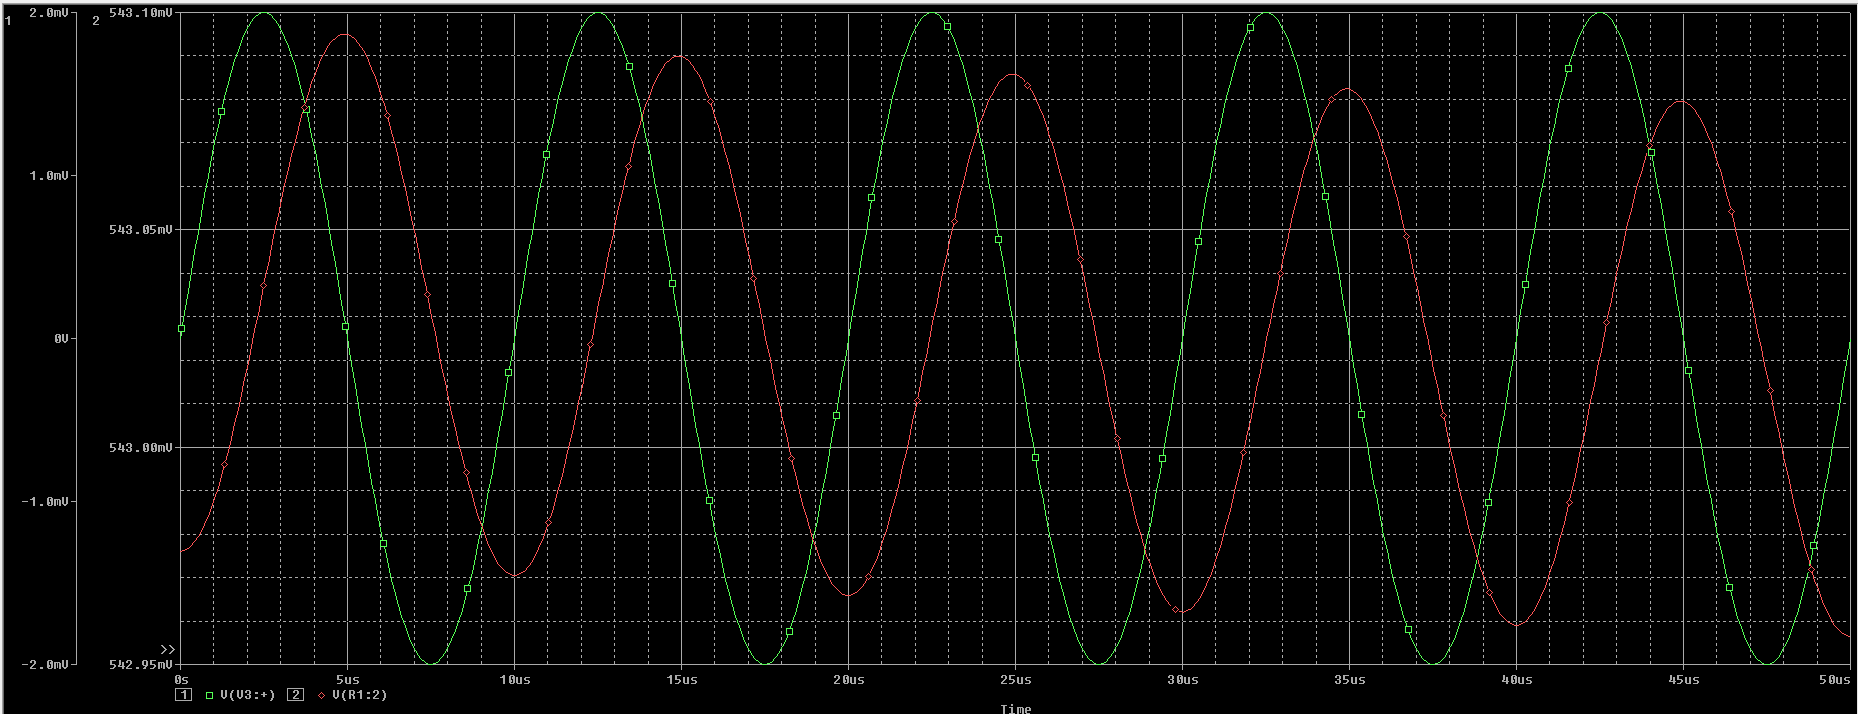 1 2.0mV 2 543.10mV
1.0mV
543.05mV
0V
543.00mV
-1.0mV
>>
-2.0mV 542.95mV
0s 5us 10us 15us 20us 25us 30us 35us 40us 45us 50us
1 V(V3:+) 2 V(R1:2)
Time